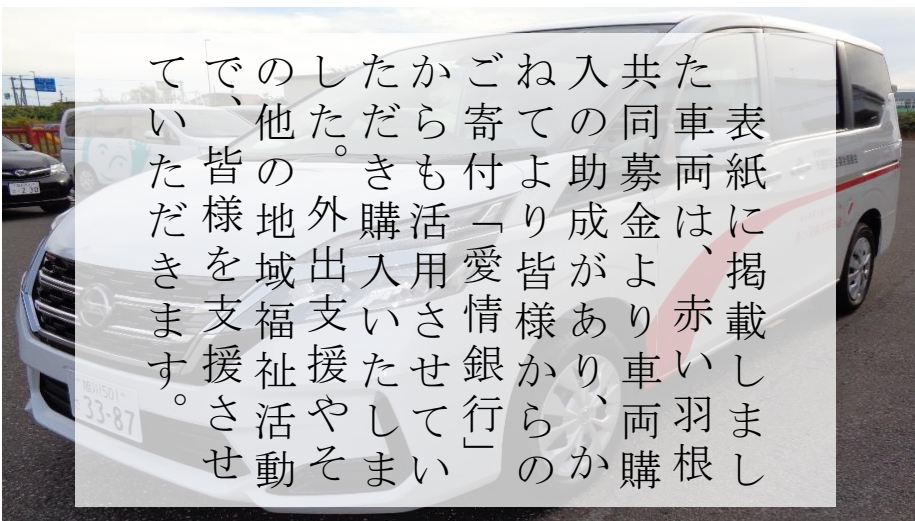 表紙に掲載しまし
た車両は、赤い羽根
共同募金より車両購
入の助成があり、か
ねてより皆様からの
ご寄付「愛情銀行」
からも活用させてい
ただき購入いたしま
した。外出支援やそ
の他の地域福祉活動
で、皆様を支援させ
ていただきます。
33-87